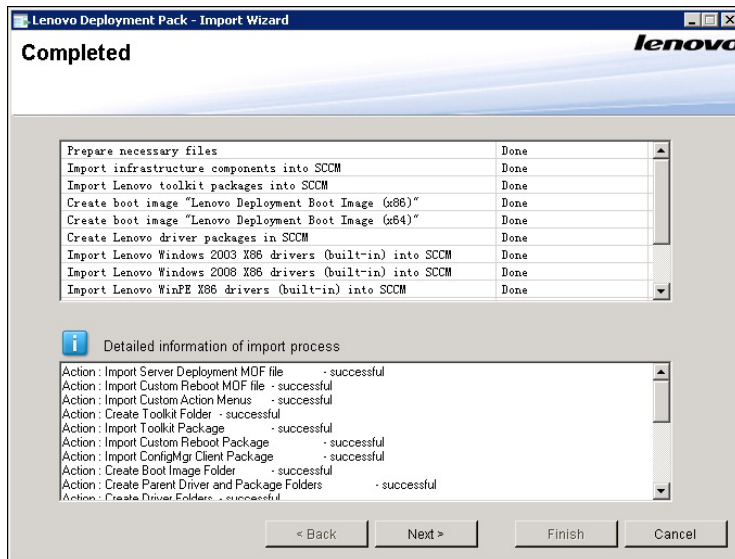 Lenovo Deployment Pack - Import Wizard
Completed
lenovo
Prepare necessary files Done
Import infrastructure components into SCCM Done
Import Lenovo toolkit packages into SCCM Done
Create boot image "Lenovo Deployment Boot Image (x86)" Done
Create boot image "Lenovo Deployment Boot Image (x64)" Done
Create Lenovo driver packages in SCCM Done
Import Lenovo Windows 2003 X86 drivers (built-in) into SCCM Done
Import Lenovo Windows 2008 X86 drivers (built-in) into SCCM Done
Import Lenovo WinPE X86 drivers (built-in) into SCCM Done
Detailed information of import process
Action : Import Server Deployment MOF file - successful
Action : Import Custom Reboot MOF file - successful
Action : Import Custom Action Menus - successful
Action : Create Toolkit Folder - successful
Action : Import Toolkit Package - successful
Action : Import Custom Reboot Package - successful
Action : Import ConfigMgr Client Package - successful
Action : Create Boot Image Folder - successful
Action : Create Parent Driver and Package Folders - successful
Action : Create Driver Folders - successful
< Back Next > Finish Cancel